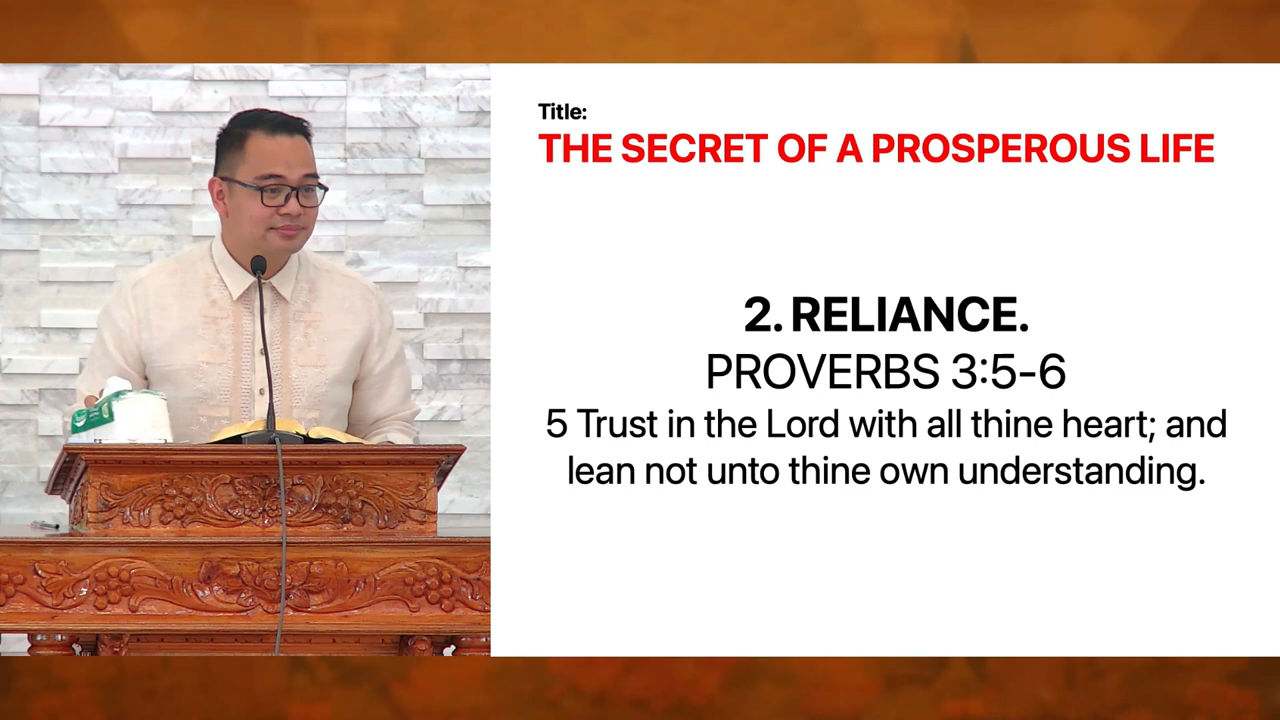 Title:
THE SECRET OF A PROSPEROUS LIFE
2. RELIANCE.
PROVERBS 3:5-6
5 Trust in the Lord with all thine heart; and
lean not unto thine own understanding.